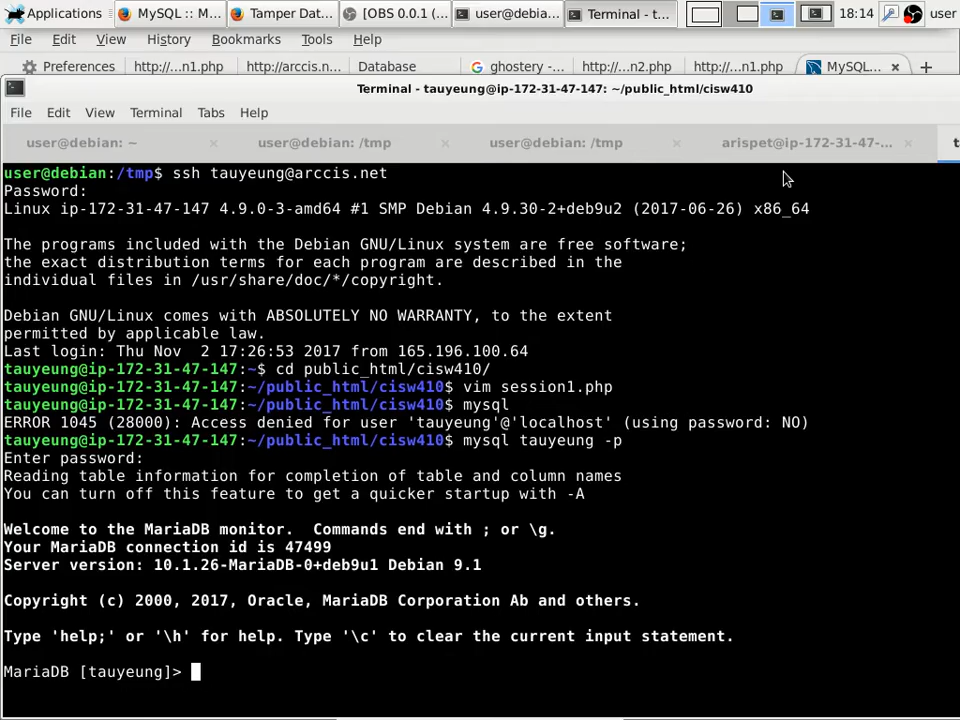 Applications MySQL :: M... Tamper Dat... [OBS 0.0.1 (... user@debia... Terminal - t... 18:14 user
File Edit View History Bookmarks Tools Help
Preferences http://...n1.php http://arccis.n... Database ghostery -... http://...n2.php http://...n1.php MySQL...
Terminal - tauyeung@ip-172-31-47-147: ~/public_html/cisw410
File Edit View Terminal Tabs Help
user@debian: ~ user@debian: /tmp user@debian: /tmp arispet@ip-172-31-47-... ta
user@debian:/tmp$ ssh tauyeung@arccis.net
Password:
Linux ip-172-31-47-147 4.9.0-3-amd64 #1 SMP Debian 4.9.30-2+deb9u2 (2017-06-26) x86_64
The programs included with the Debian GNU/Linux system are free software;
the exact distribution terms for each program are described in the
individual files in /usr/share/doc/*/copyright.
Debian GNU/Linux comes with ABSOLUTELY NO WARRANTY, to the extent
permitted by applicable law.
Last login: Thu Nov  2 17:26:53 2017 from 165.196.100.64
tauyeung@ip-172-31-47-147:~$ cd public_html/cisw410/
tauyeung@ip-172-31-47-147:~/public_html/cisw410$ vim session1.php
tauyeung@ip-172-31-47-147:~/public_html/cisw410$ mysql
ERROR 1045 (28000): Access denied for user 'tauyeung'@'localhost' (using password: NO)
tauyeung@ip-172-31-47-147:~/public_html/cisw410$ mysql tauyeung -p
Enter password:
Reading table information for completion of table and column names
You can turn off this feature to get a quicker startup with -A
Welcome to the MariaDB monitor.  Commands end with ; or \g.
Your MariaDB connection id is 47499
Server version: 10.1.26-MariaDB-0+deb9u1 Debian 9.1
Copyright (c) 2000, 2017, Oracle, MariaDB Corporation Ab and others.
Type 'help;' or '\h' for help. Type '\c' to clear the current input statement.
MariaDB [tauyeung]>